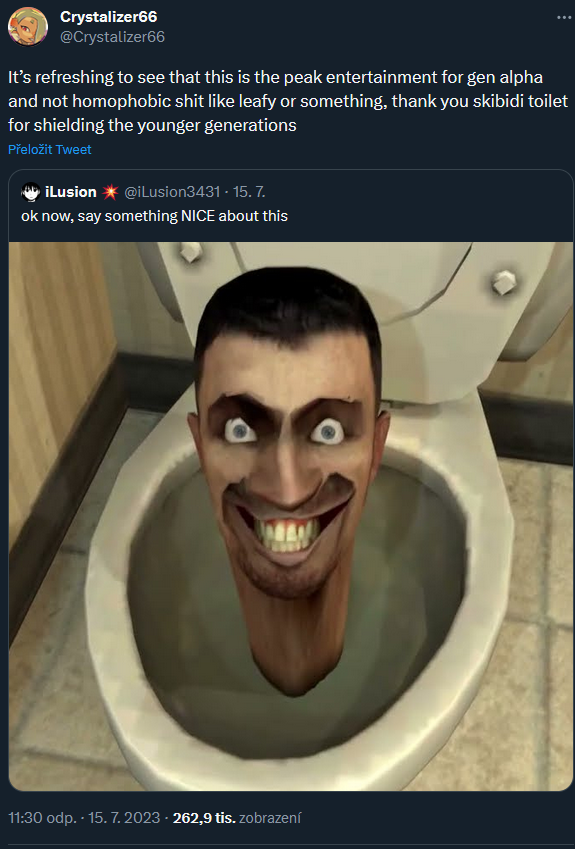 Crystalizer66
@Crystalizer66
It’s refreshing to see that this is the peak entertainment for gen alpha
and not homophobic shit like leafy or something, thank you skibidi toilet
for shielding the younger generations
Přeložit Tweet
iLusion 💥 @iLusion3431 · 15. 7.
ok now, say something NICE about this
11:30 odp. · 15. 7. 2023 · 262,9 tis. zobrazení